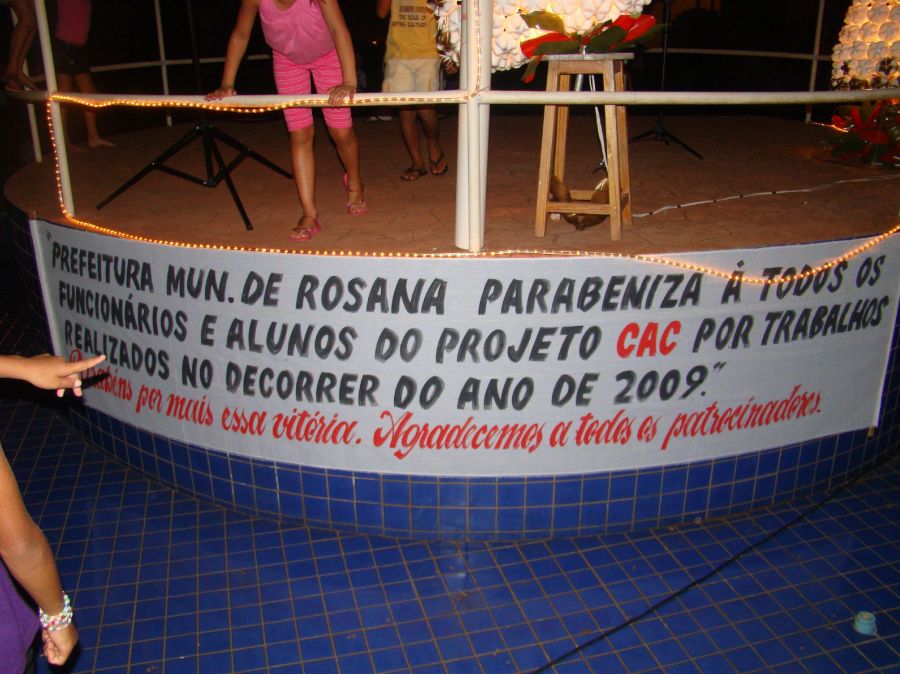 "PREFEITURA MUN. DE ROSANA PARABENIZA Á TODOS OS
FUNCIONÁRIOS E ALUNOS DO PROJETO CAC POR TRABALHOS
REALIZADOS NO DECORRER DO ANO DE 2009."
Parabéns por mais essa vitória. Agradecemos a todos os patrocinadores.